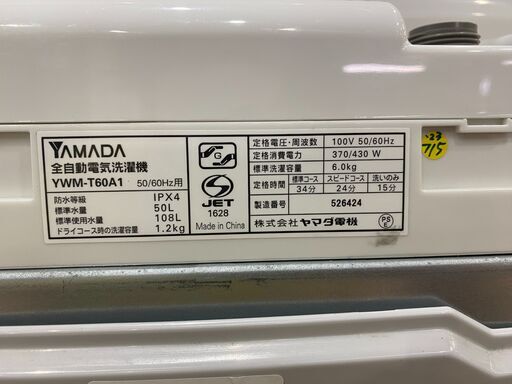 YAMADA
全自動電気洗濯機
YWM-T60A1 50/60Hz用
防水等級 IPX4
標準水量 50L
標準使用水量 108L
ドライコース時の洗濯容量 1.2kg
G
JET
1628
Made in China
定格電圧・周波数 100V 50/60Hz
定格消費電力 370/430 W
標準洗濯容量 6.0kg
標準コース スピードコース 洗いのみ
34分 24分 15分
製造番号 526424
株式会社 ヤマダ電機
PS
E
'23
715